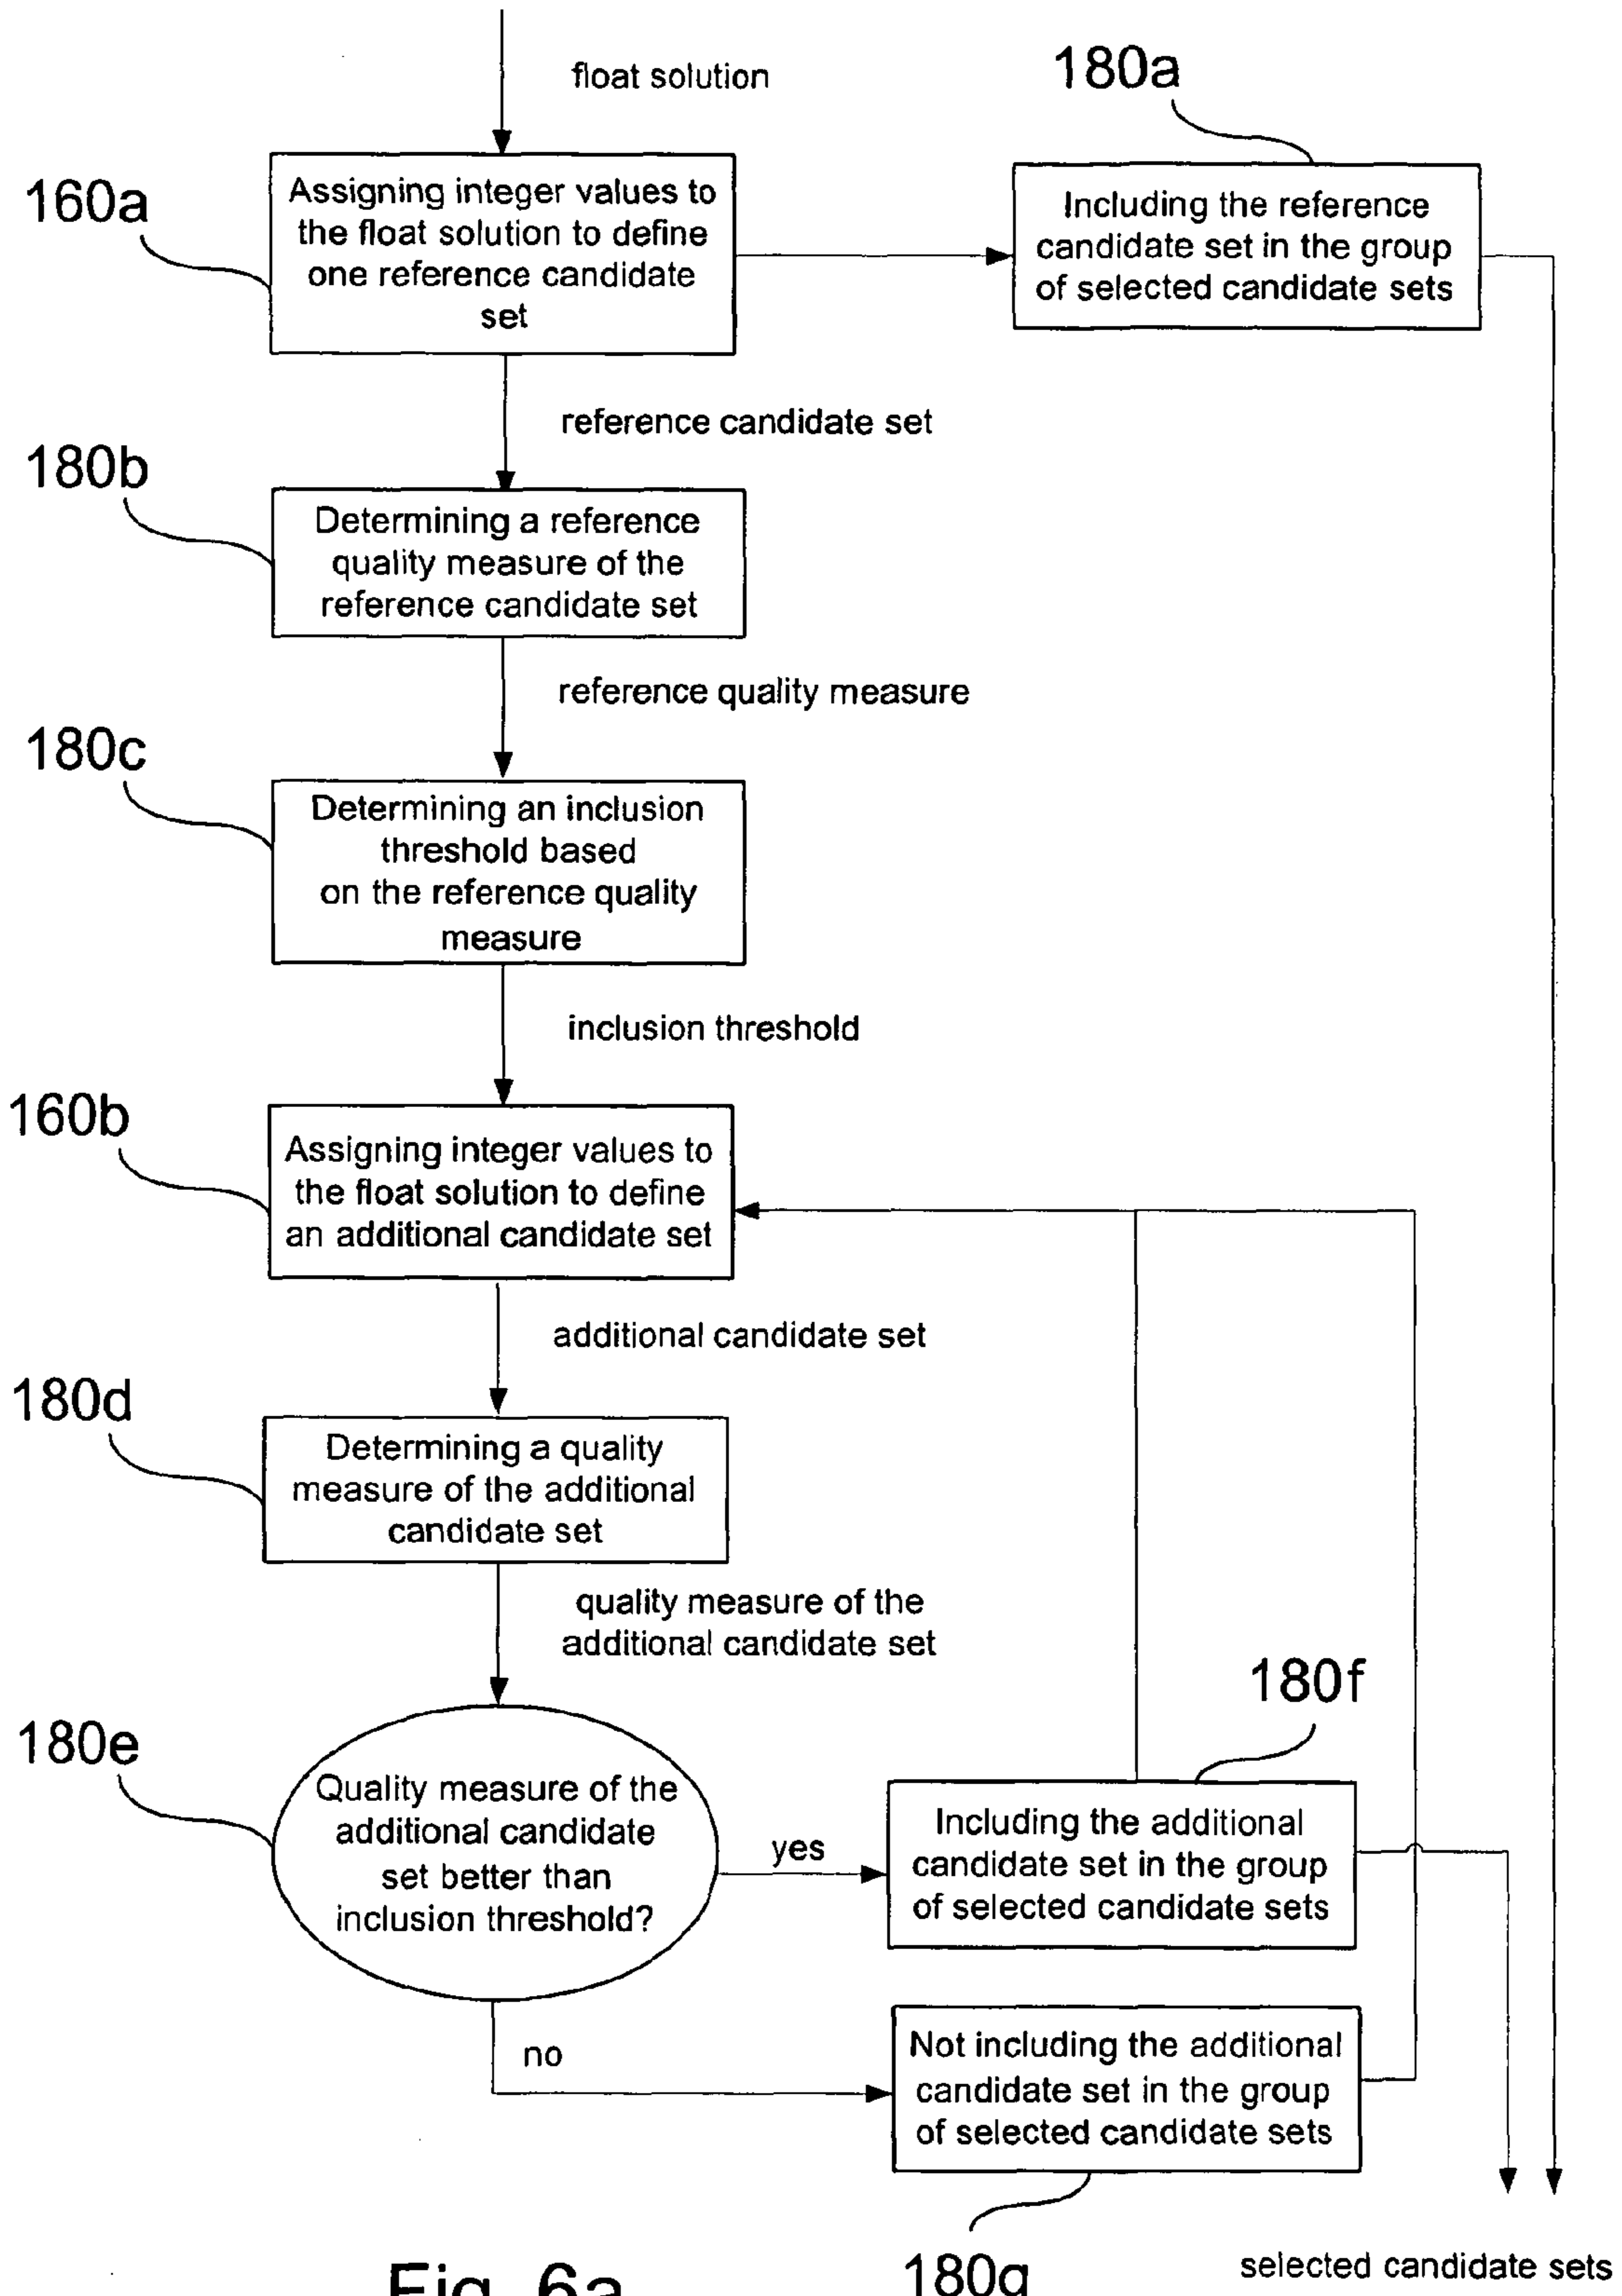 float solution
180a
160a
Assigning integer values to
the float solution to define
one reference candidate
set
Including the reference
candidate set in the group
of selected candidate sets
reference candidate set
180b
Determining a reference
quality measure of the
reference candidate set
reference quality measure
180c
Determining an inclusion
threshold based
on the reference quality
measure
inclusion threshold
160b
Assigning integer values to
the float solution to define
an additional candidate set
additional candidate set
180d
Determining a quality
measure of the additional
candidate set
quality measure of the
additional candidate set
180e
Quality measure of the
additional candidate
set better than
inclusion threshold?
yes
180f
Including the additional
candidate set in the group
of selected candidate sets
no
Not including the additional
candidate set in the group
of selected candidate sets
180g
selected candidate sets
Fig. 6a